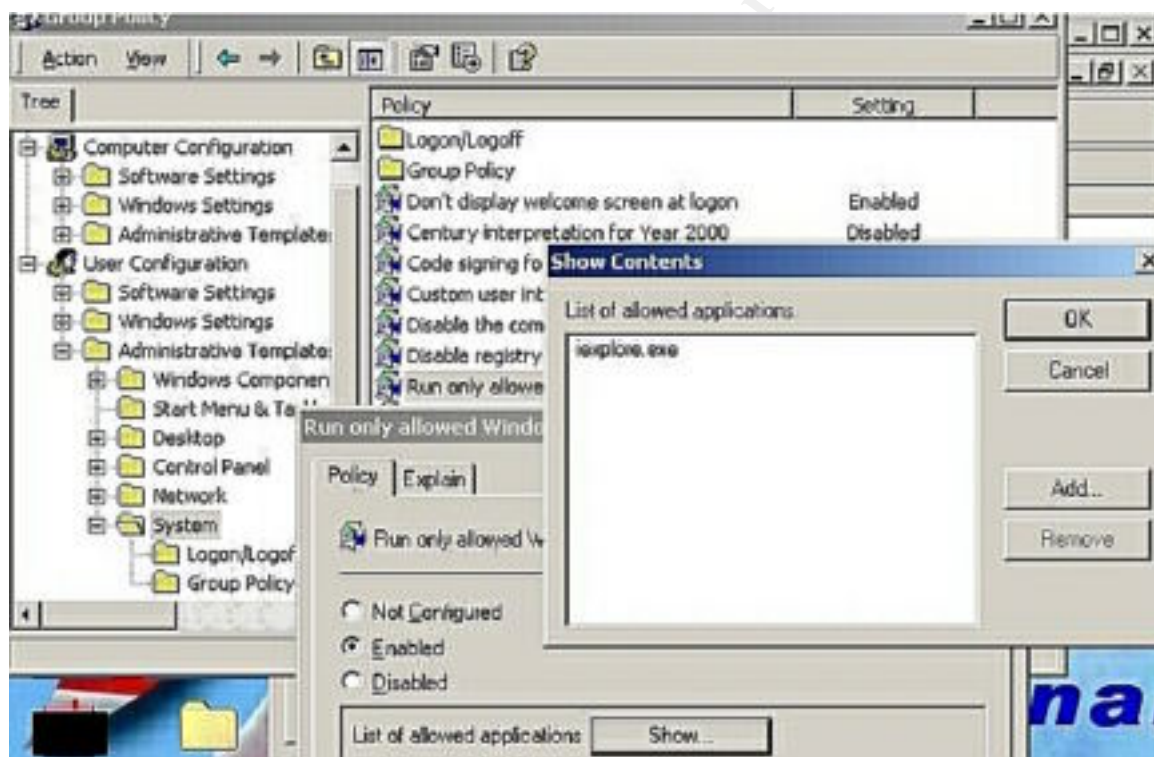 Group Policy
Action View
Tree
Policy Setting
Computer Configuration
Software Settings
Windows Settings
Administrative Template
User Configuration
Software Settings
Windows Settings
Administrative Template
Windows Componen
Start Menu & Ta
Desktop
Control Panel
Network
System
Logon/Logof
Group Policy
Logon/Logoff
Group Policy
Don't display welcome screen at logon Enabled
Century interpretation for Year 2000 Disabled
Code signing fo
Custom user int
Disable the com
Disable registry
Run only allowe
Run only allowed Windo
Policy Explain
Run only allowed W
Not Configured
Enabled
Disabled
List of allowed applications Show...
Show Contents
List of allowed applications
iexplore.exe
OK
Cancel
Add...
Remove
na